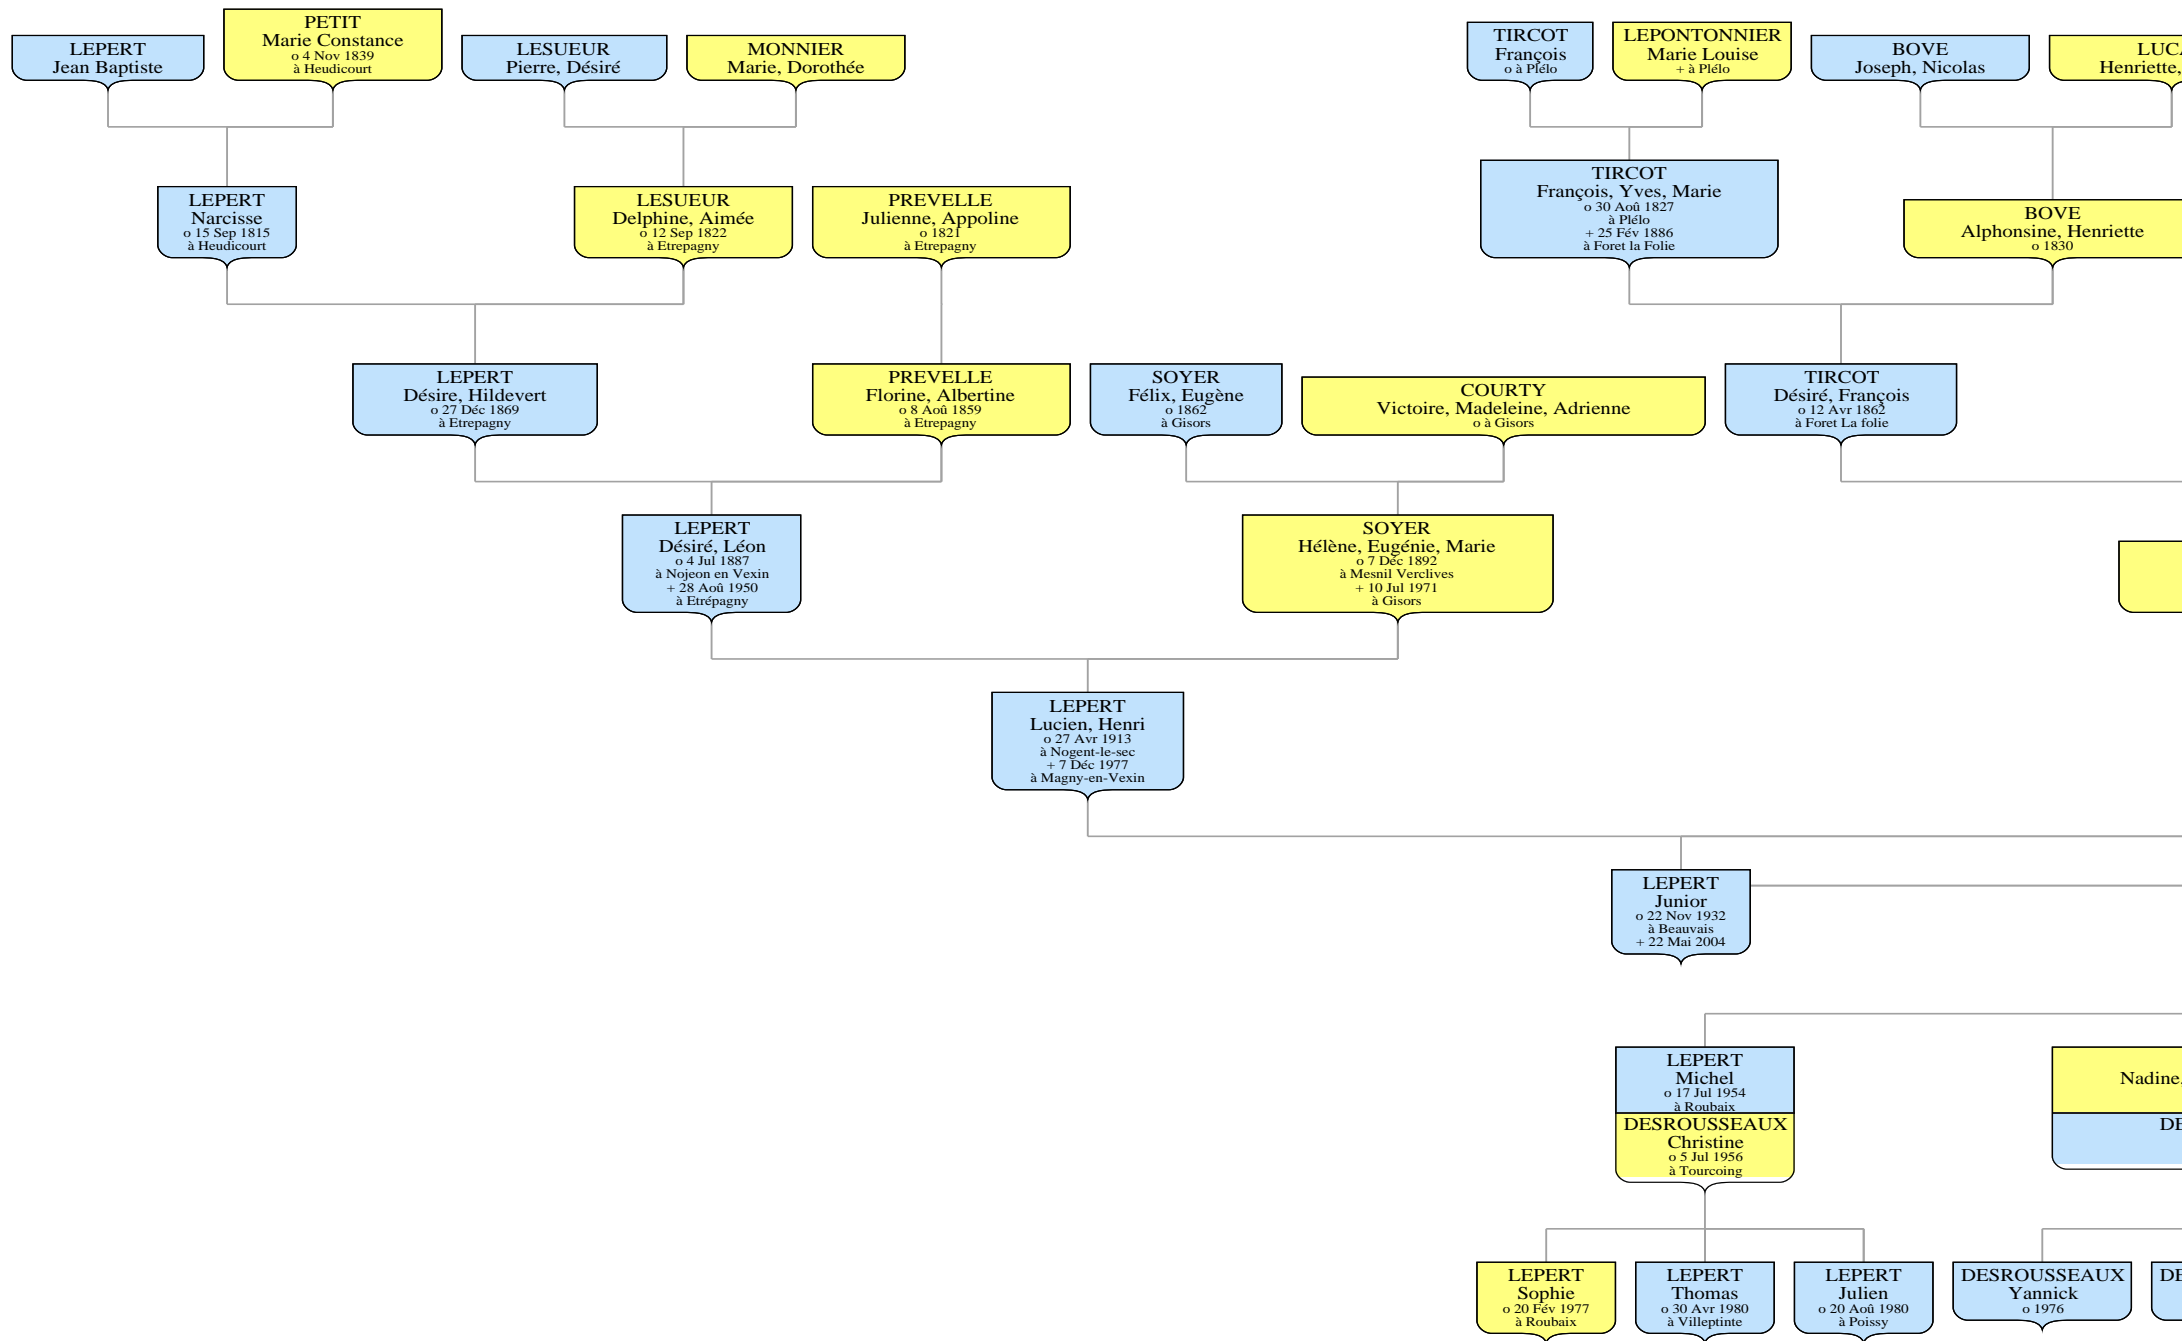 LEPERT
Jean Baptiste
PETIT
Marie Constance
o 4 Nov 1839
à Heudicourt
LESUEUR
Pierre, Désiré
MONNIER
Marie, Dorothée
TIRCOT
François
o à Plélo
LEPONTONNIER
Marie Louise
+ à Plélo
BOVE
Joseph, Nicolas
LUCA
Henriette,
LEPERT
Narcisse
o 15 Sep 1815
à Heudicourt
LESUEUR
Delphine, Aimée
o 12 Sep 1822
à Etrepagny
PREVELLE
Julienne, Appoline
o 1821
à Etrepagny
TIRCOT
François, Yves, Marie
o 30 Aoû 1827
à Plélo
+ 25 Fév 1886
à Foret la Folie
BOVE
Alphonsine, Henriette
o 1830
LEPERT
Désire, Hildevert
o 27 Déc 1869
à Etrepagny
PREVELLE
Florine, Albertine
o 8 Aoû 1859
à Etrepagny
SOYER
Félix, Eugène
o 1862
à Gisors
COURTY
Victoire, Madeleine, Adrienne
o à Gisors
TIRCOT
Désiré, François
o 12 Avr 1862
à Foret La folie
LEPERT
Désiré, Léon
o 4 Jul 1887
à Nojeon en Vexin
+ 28 Aoû 1950
à Etrépagny
SOYER
Hélène, Eugénie, Marie
o 7 Déc 1892
à Mesnil Verclives
+ 10 Jul 1971
à Gisors
LEPERT
Lucien, Henri
o 27 Avr 1913
à Nogent-le-sec
+ 7 Déc 1977
à Magny-en-Vexin
LEPERT
Junior
o 22 Nov 1932
à Beauvais
+ 22 Mai 2004
LEPERT
Michel
o 17 Jul 1954
à Roubaix
DESROUSSEAUX
Christine
o 5 Jul 1956
à Tourcoing
Nadine,
DE
LEPERT
Sophie
o 20 Fév 1977
à Roubaix
LEPERT
Thomas
o 30 Avr 1980
à Villeptinte
LEPERT
Julien
o 20 Aoû 1980
à Poissy
DESROUSSEAUX
Yannick
o 1976
DE